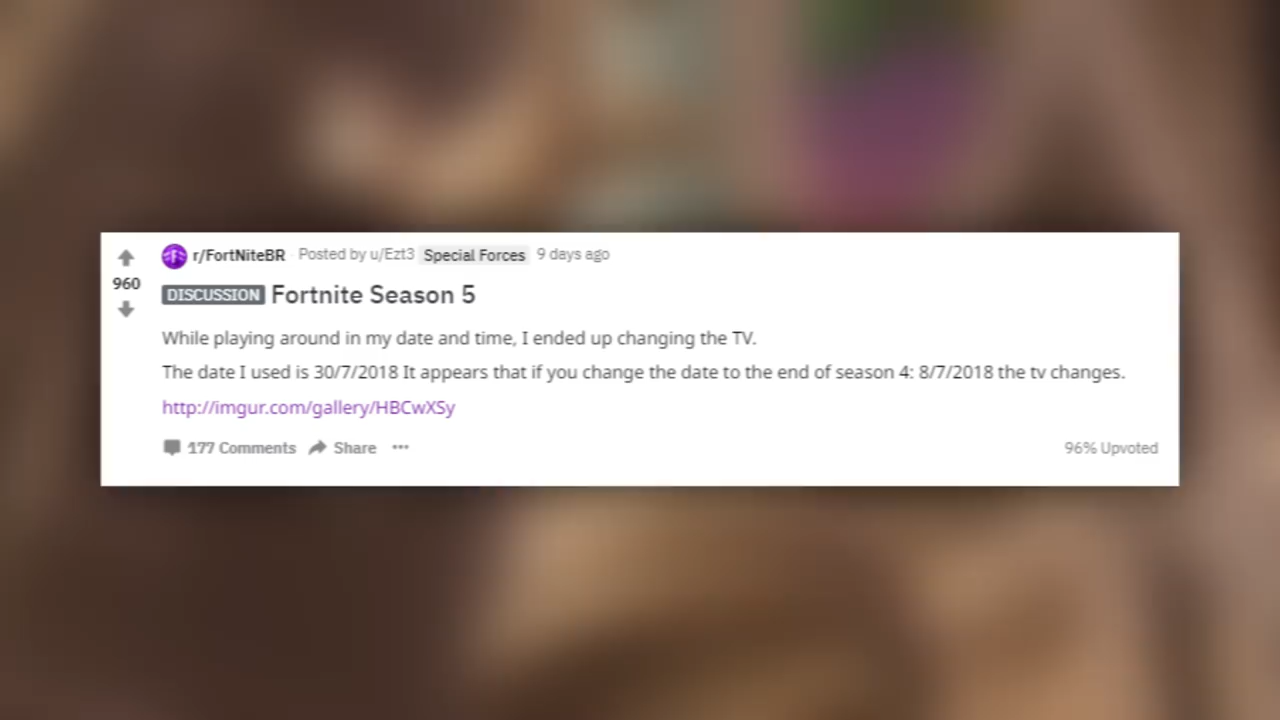 r/FortNiteBR · Posted by u/Ezt3 Special Forces 9 days ago
960
DISCUSSION Fortnite Season 5
While playing around in my date and time, I ended up changing the TV.
The date I used is 30/7/2018 It appears that if you change the date to the end of season 4: 8/7/2018 the tv changes.
http://imgur.com/gallery/HBCwXSy
177 Comments Share ··· 96% Upvoted